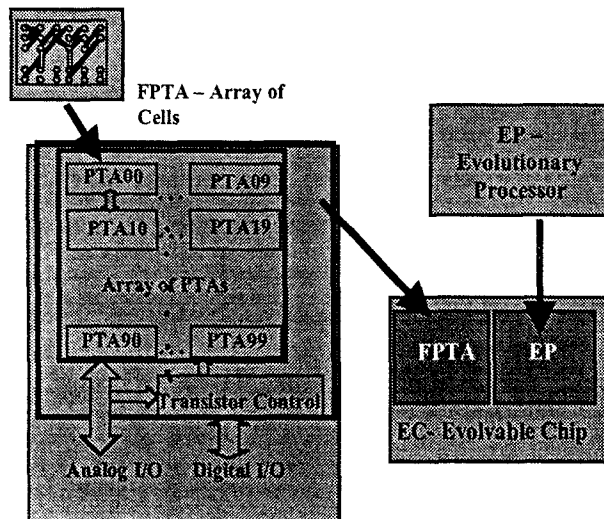 FPTA – Array of
Cells
EP –
Evolutionary
Processor
PTA00
PTA09
PTA10
PTA19
Array of PTAs
PTA90
PTA99
Transistor Control
Analog I/O
Digital I/O
FPTA
EP
EC- Evolvable Chip